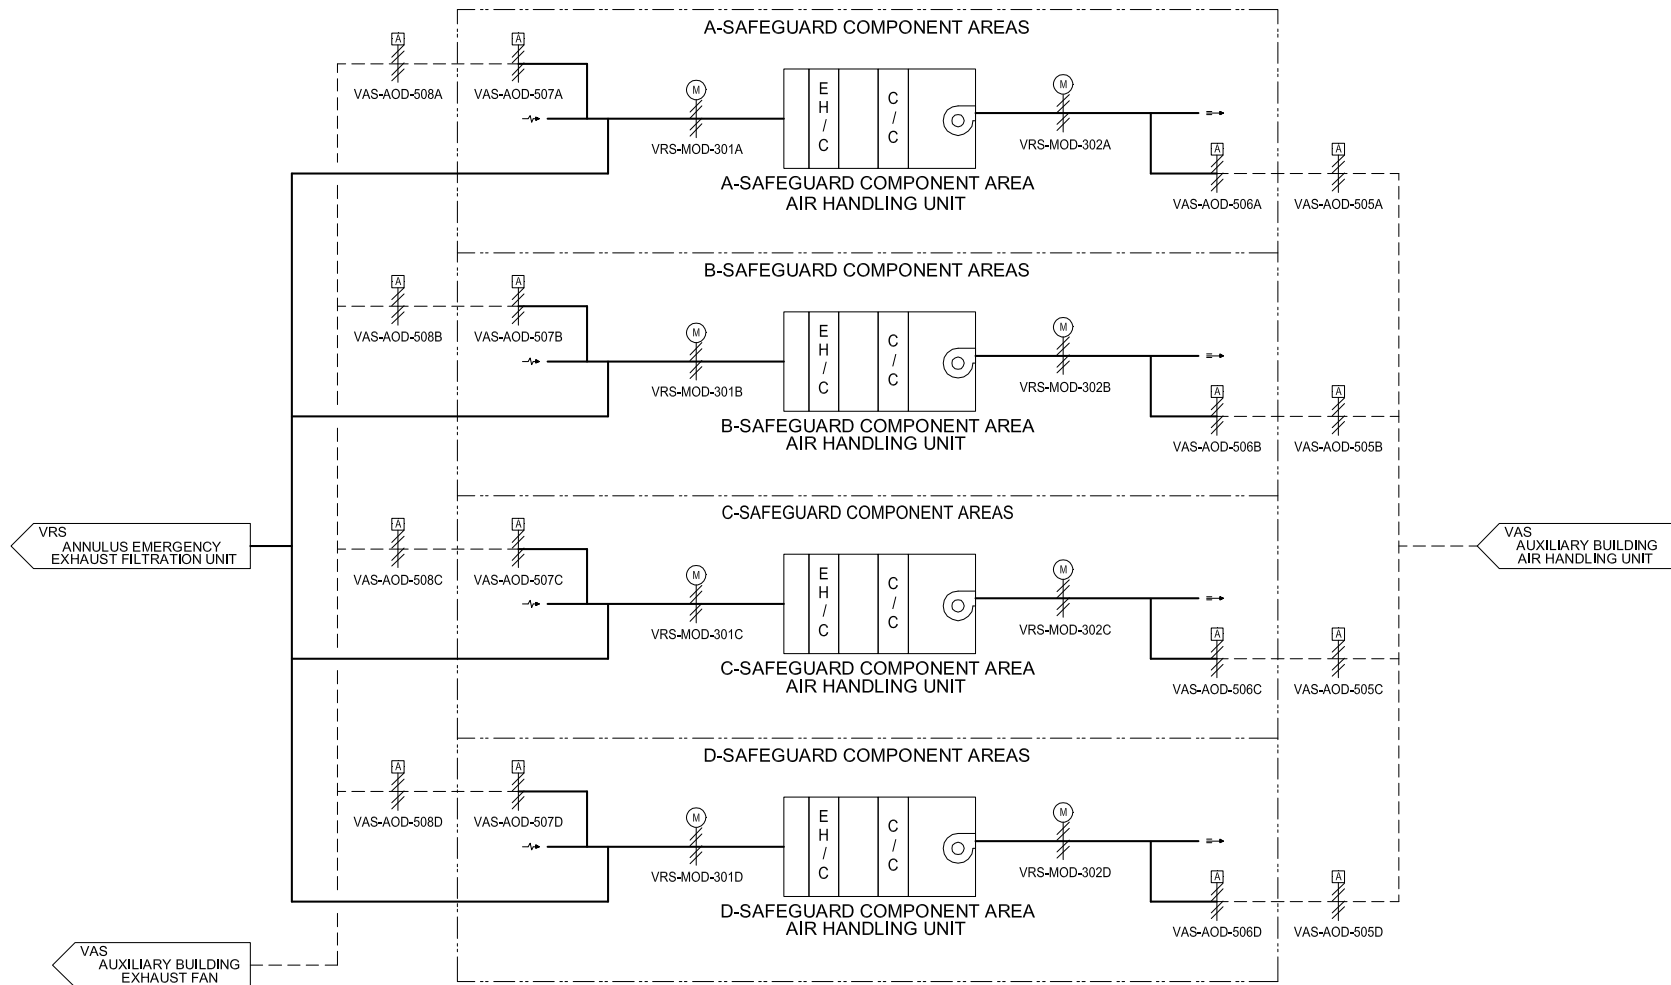 A-SAFEGUARD COMPONENT AREAS
A
A
VAS-AOD-508A
VAS-AOD-507A
M
VRS-MOD-301A
E
H
/
C
C
/
C
M
VRS-MOD-302A
A
A
VAS-AOD-506A
VAS-AOD-505A
A-SAFEGUARD COMPONENT AREA
AIR HANDLING UNIT
B-SAFEGUARD COMPONENT AREAS
A
A
VAS-AOD-508B
VAS-AOD-507B
M
VRS-MOD-301B
E
H
/
C
C
/
C
M
VRS-MOD-302B
A
A
VAS-AOD-506B
VAS-AOD-505B
B-SAFEGUARD COMPONENT AREA
AIR HANDLING UNIT
C-SAFEGUARD COMPONENT AREAS
VRS
ANNULUS EMERGENCY
EXHAUST FILTRATION UNIT
A
A
VAS-AOD-508C
VAS-AOD-507C
M
VRS-MOD-301C
E
H
/
C
C
/
C
M
VRS-MOD-302C
A
A
VAS-AOD-506C
VAS-AOD-505C
VAS
AUXILIARY BUILDING
AIR HANDLING UNIT
C-SAFEGUARD COMPONENT AREA
AIR HANDLING UNIT
D-SAFEGUARD COMPONENT AREAS
A
A
VAS-AOD-508D
VAS-AOD-507D
M
VRS-MOD-301D
E
H
/
C
C
/
C
M
VRS-MOD-302D
A
A
VAS-AOD-506D
VAS-AOD-505D
D-SAFEGUARD COMPONENT AREA
AIR HANDLING UNIT
VAS
AUXILIARY BUILDING
EXHAUST FAN